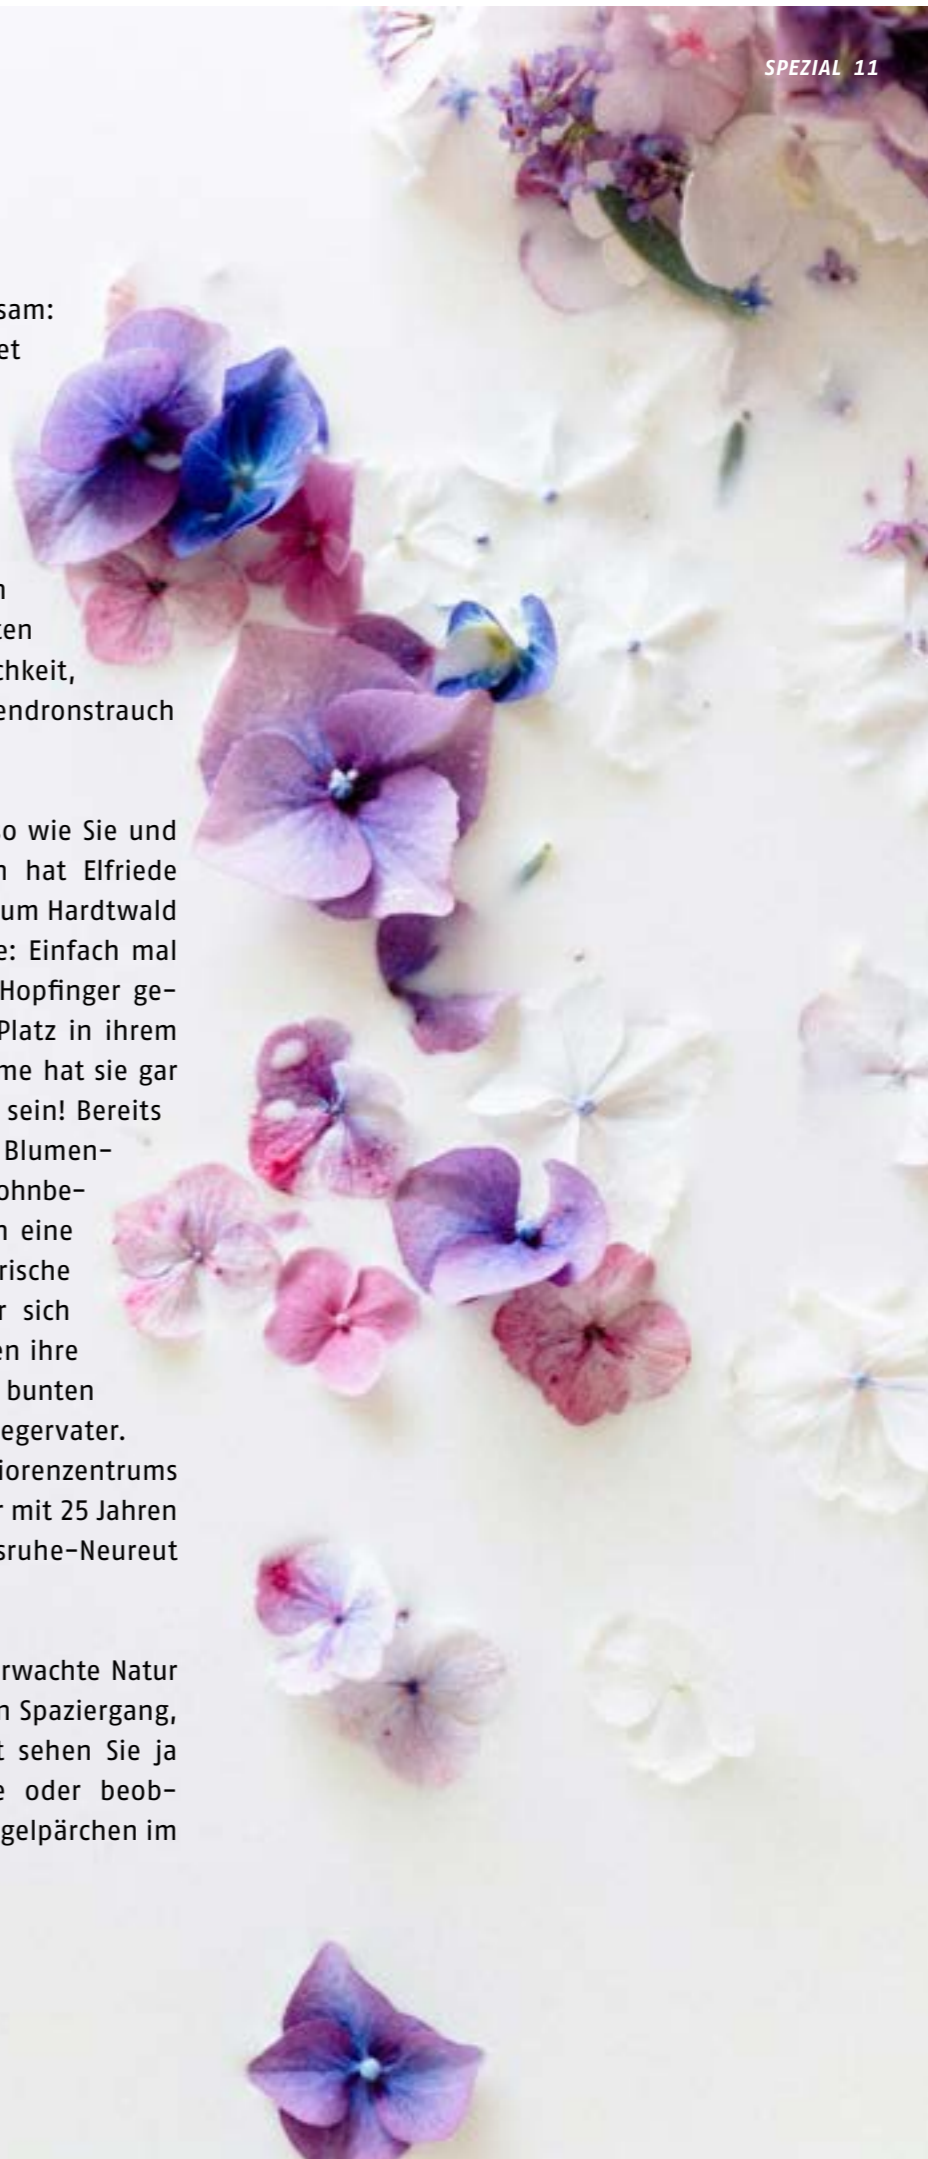 SPEZIAL 11
sam:
et
n
ten
chkeit,
endronstrauch
so wie Sie und
n hat Elfriede
um Hardtwald
e: Einfach mal
Hopfinger ge-
Platz in ihrem
me hat sie gar
sein! Bereits
Blumen-
ohnbe-
n eine
rische
r sich
en ihre
bunten
egervater.
iorenzentrums
r mit 25 Jahren
sruhe-Neureut
rwachte Natur
n Spaziergang,
t sehen Sie ja
e oder beob-
gelpärchen im